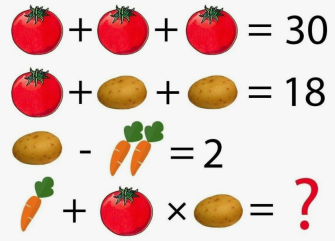 + + = 30
+ + = 18
- = 2
+ × = ?